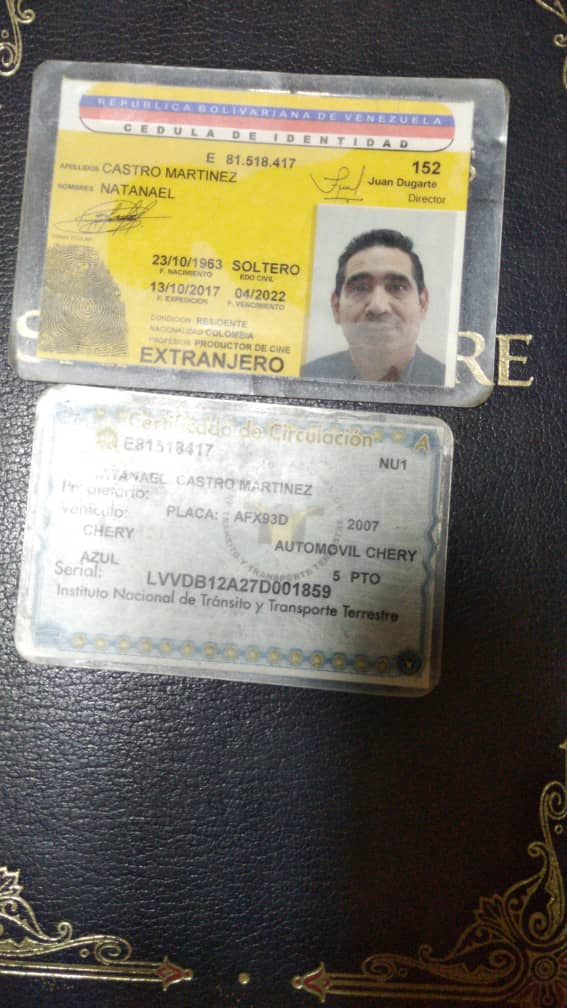 REPUBLICA BOLIVARIANA DE VENEZUELA
CEDULA DE IDENTIDAD
E 81.518.417
152
APELLIDOS CASTRO MARTINEZ
NOMBRES NATANAEL
Juan Dugarte
Director
23/10/1963 SOLTERO
F. NACIMIENTO EDO CIVIL
13/10/2017 04/2022
F. EXPEDICION F. VENCIMIENTO
CONDICION RESIDENTE
NACIONALIDAD COLOMBIA
PROFESION PRODUCTOR DE CINE
EXTRANJERO
RE
Certificado de Circulación A
E81518417
NU1
CASTRO MARTINEZ
Propietario:
Vehículo: PLACA: AFX93D 2007
CHERY AUTOMOVIL CHERY
AZUL
Serial: LVVDB12A27D001859 5 PTO
Instituto Nacional de Tránsito y Transporte Terrestre